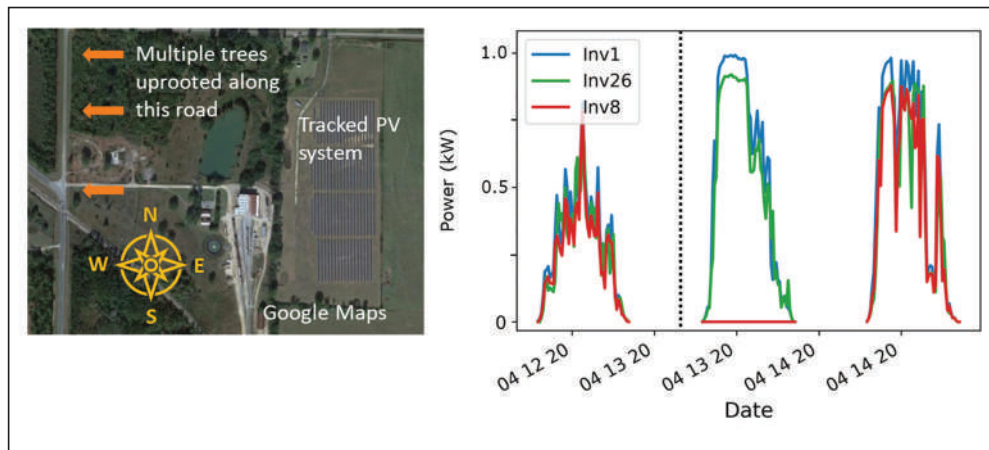 Multiple trees
uprooted along
this road
Tracked PV
system
N
W
E
S
Google Maps
Power (kW)
1.0
0.5
0
Inv1
Inv26
Inv8
04 12 20
04 13 20
04 13 20
04 14 20
04 14 20
Date